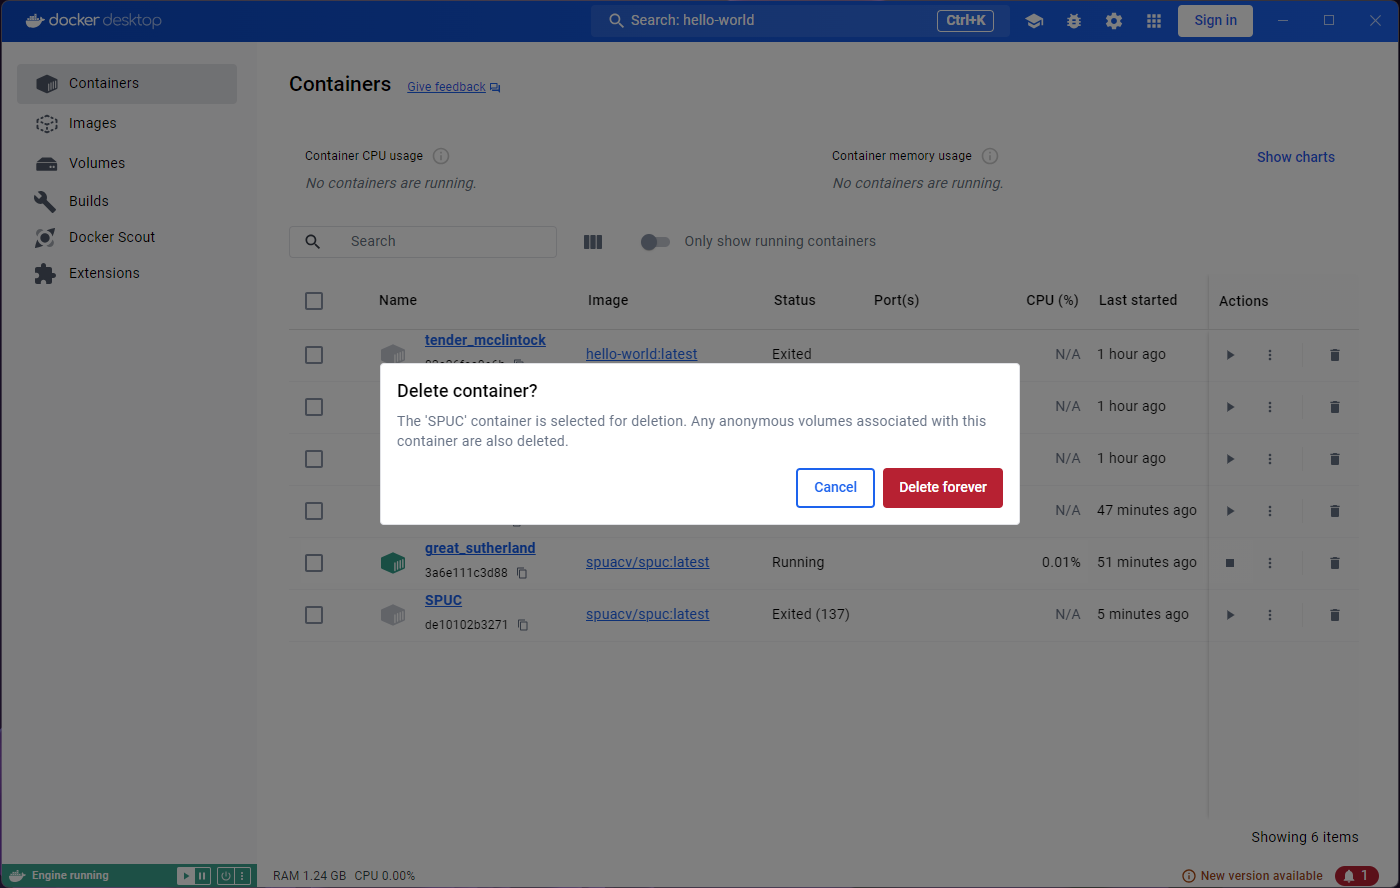 docker desktop
Search: hello-world
Ctrl+K
Sign in
Containers
Images
Volumes
Builds
Docker Scout
Extensions
Containers
Give feedback
Container CPU usage
No containers are running.
Container memory usage
No containers are running.
Show charts
Search
Only show running containers
Name Image Status Port(s) CPU (%) Last started Actions
tender_mcclintock
hello-world:latest Exited N/A 1 hour ago
N/A 1 hour ago
N/A 1 hour ago
N/A 47 minutes ago
Delete container?
The 'SPUC' container is selected for deletion. Any anonymous volumes associated with this
container are also deleted.
Cancel
Delete forever
great_sutherland
3a6e111c3d88
spuacv/spuc:latest Running 0.01% 51 minutes ago
SPUC
de10102b3271
spuacv/spuc:latest Exited (137) N/A 5 minutes ago
Showing 6 items
Engine running
RAM 1.24 GB CPU 0.00%
New version available
1